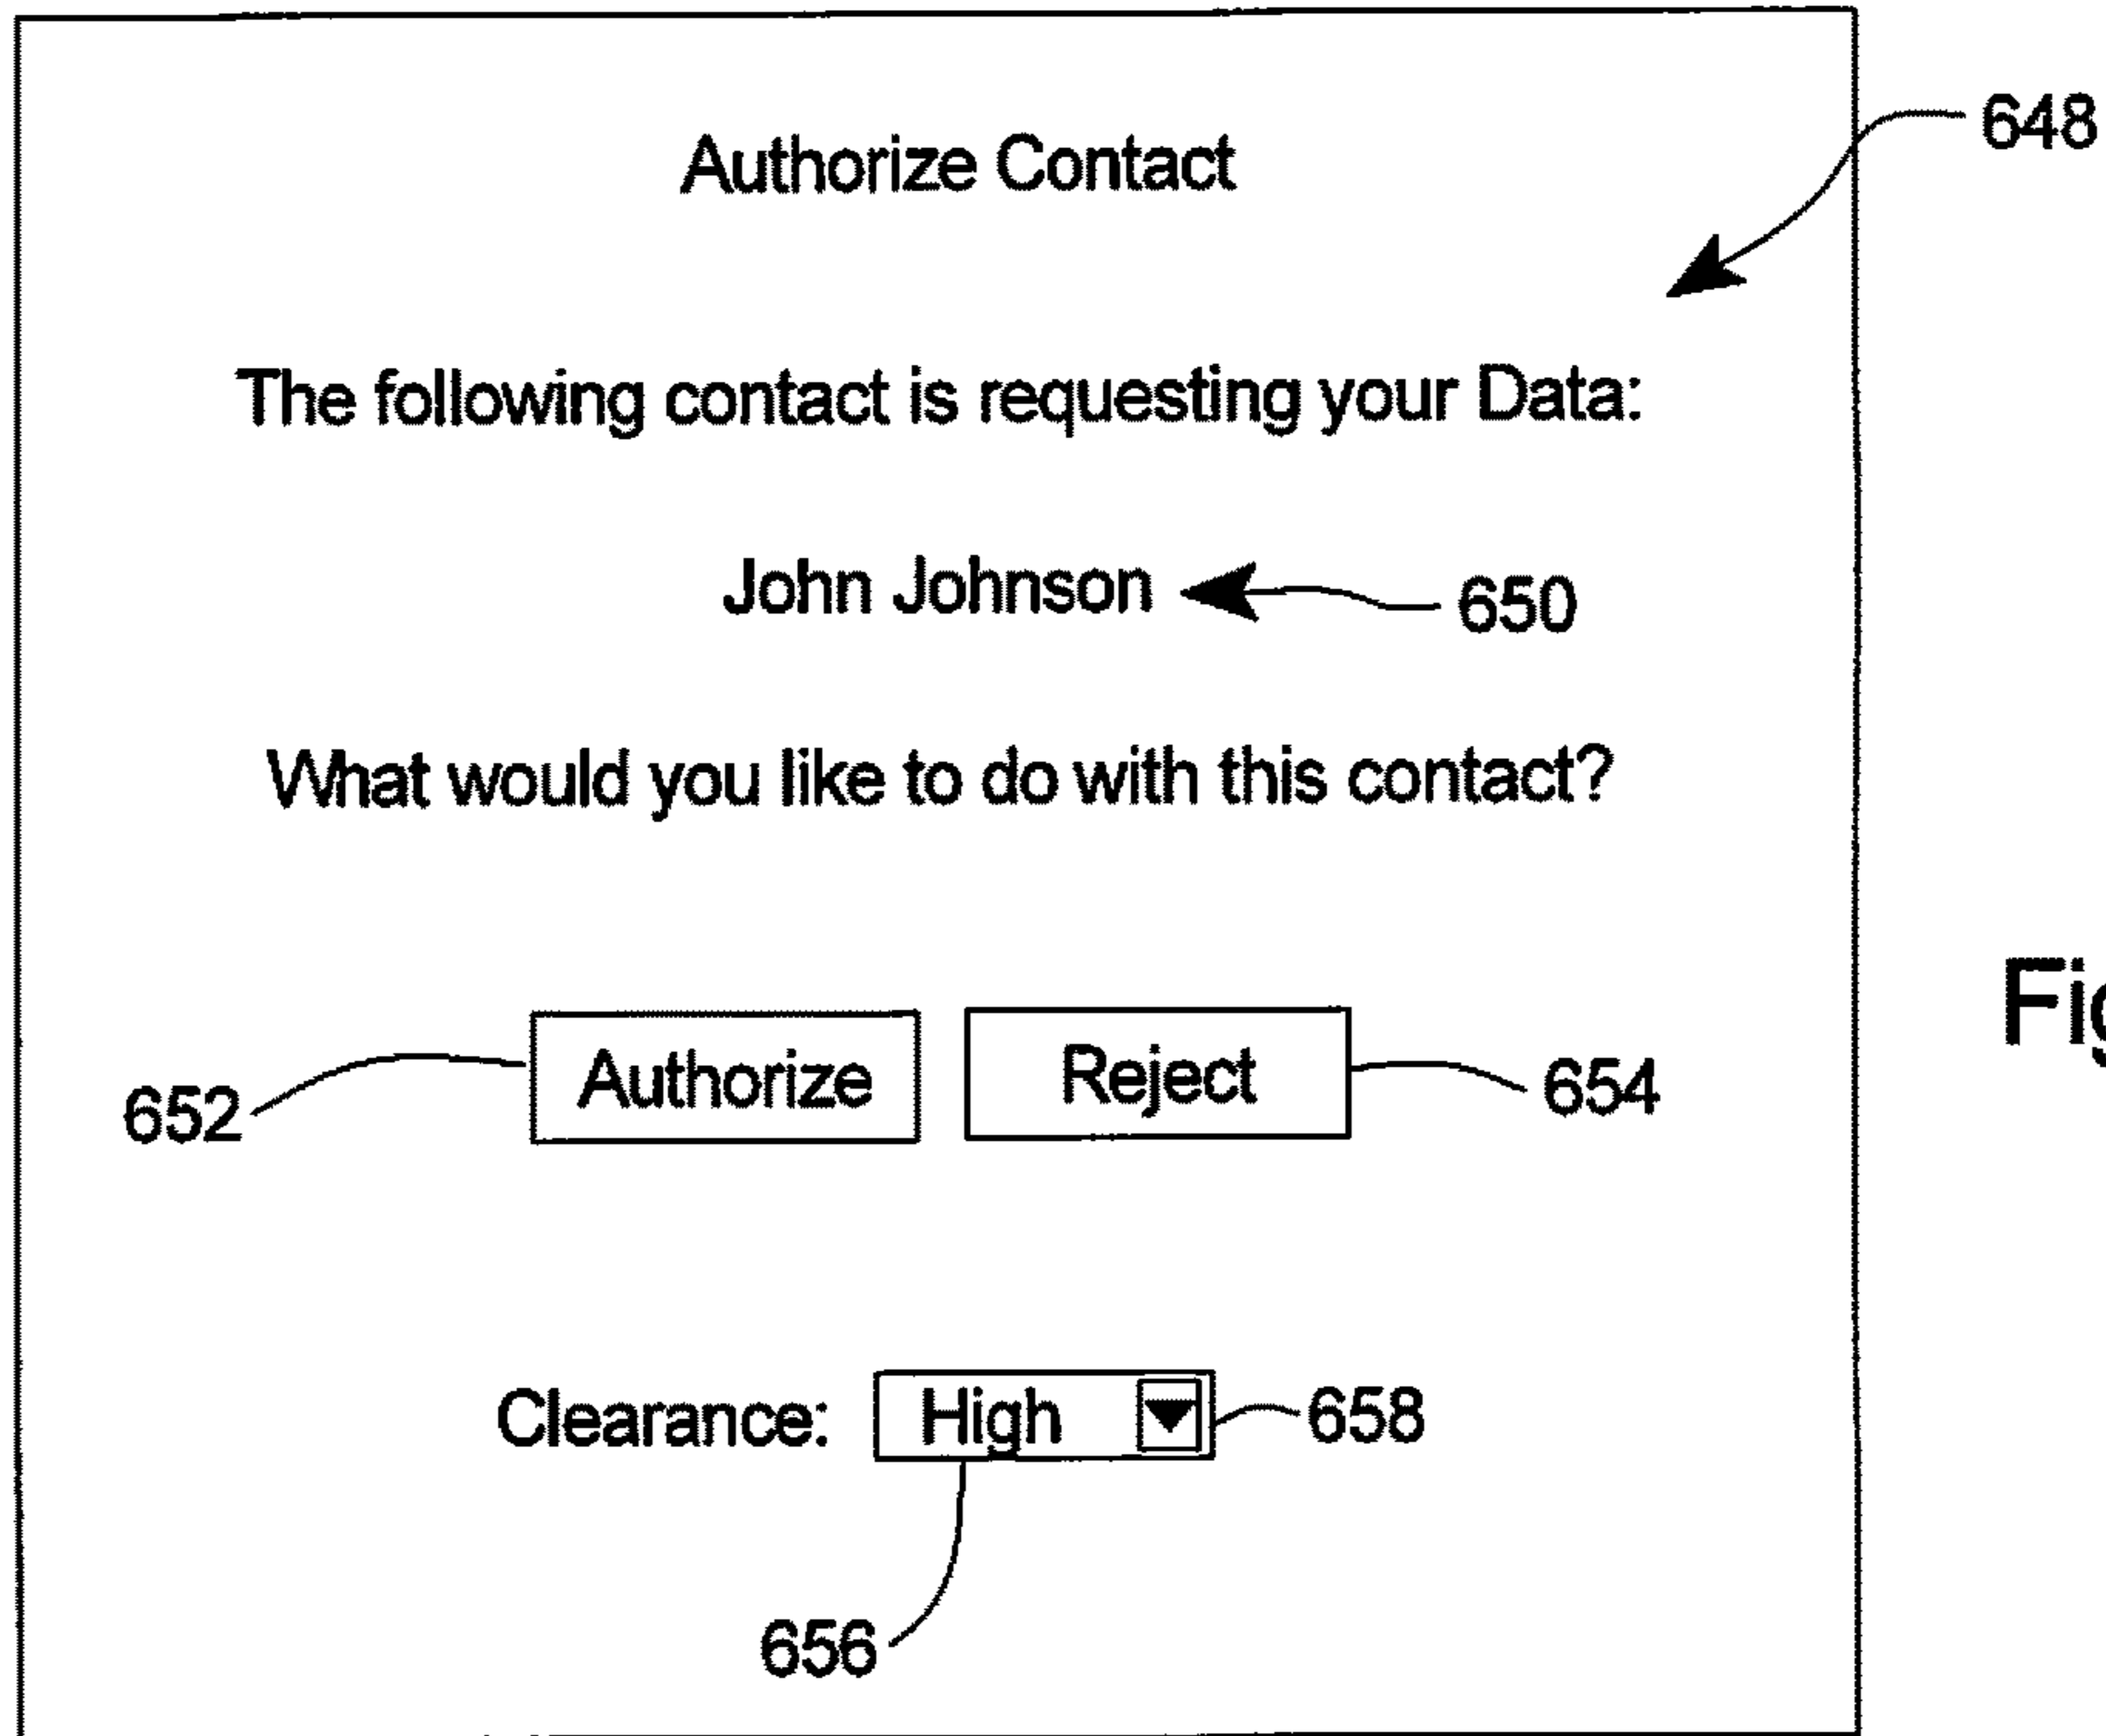 Authorize Contact
648
The following contact is requesting your Data:
John Johnson 650
What would you like to do with this contact?
652 Authorize Reject 654
Clearance: High 658
656